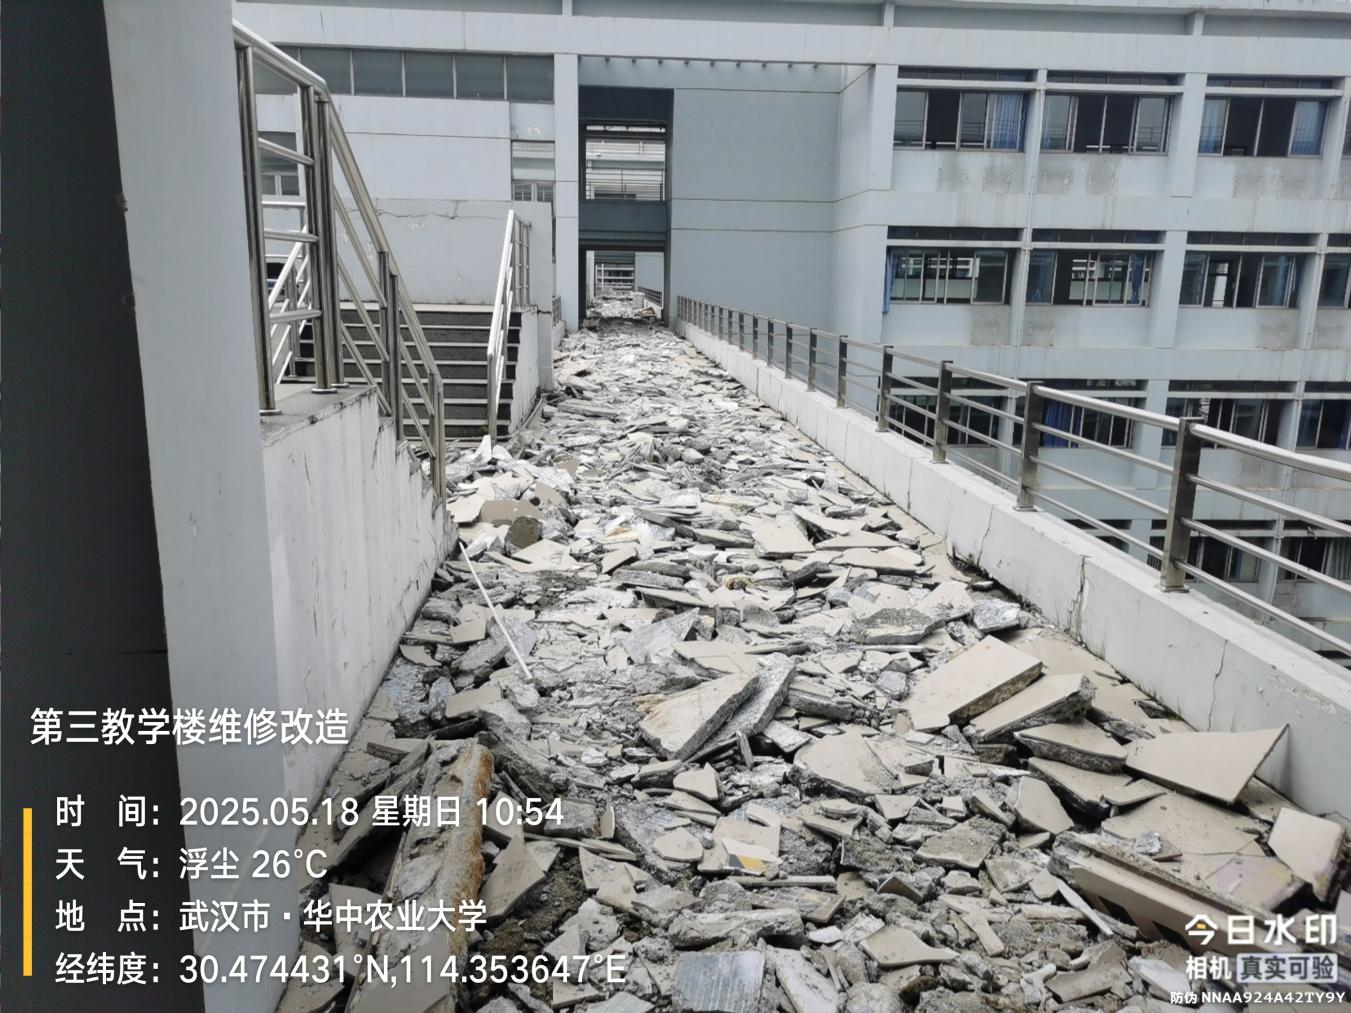 第三教学楼维修改造
时 间：2025.05.18 星期日 10:54
天 气：浮尘 26°C
地 点：武汉市·华中农业大学
经纬度：30.474431°N,114.353647°E
今日水印
相机 真实可验
防伪 NNAA924A42TY9Y